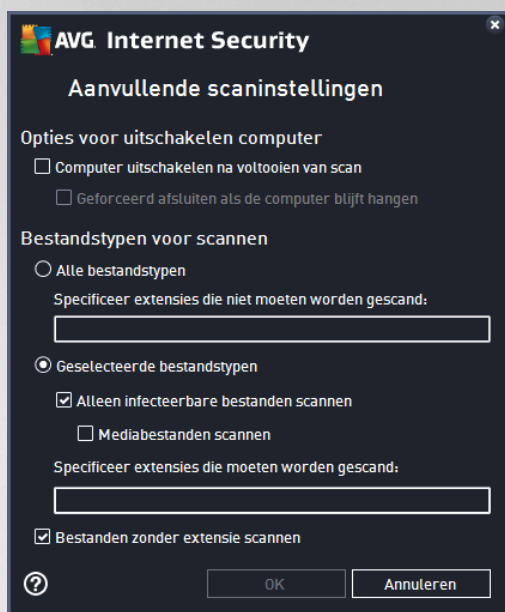 AVG. Internet Security
Aanvullende scaninstellingen
Opties voor uitschakelen computer
Computer uitschakelen na voltooien van scan
Geforceerd afsluiten als de computer blijft hangen
Bestandstypen voor scannen
Alle bestandstypen
Specificeer extensies die niet moeten worden gescand:
Geselecteerde bestandstypen
Alleen infecteerbare bestanden scannen
Mediabestanden scannen
Specificeer extensies die moeten worden gescand:
Bestanden zonder extensie scannen
? OK Annuleren